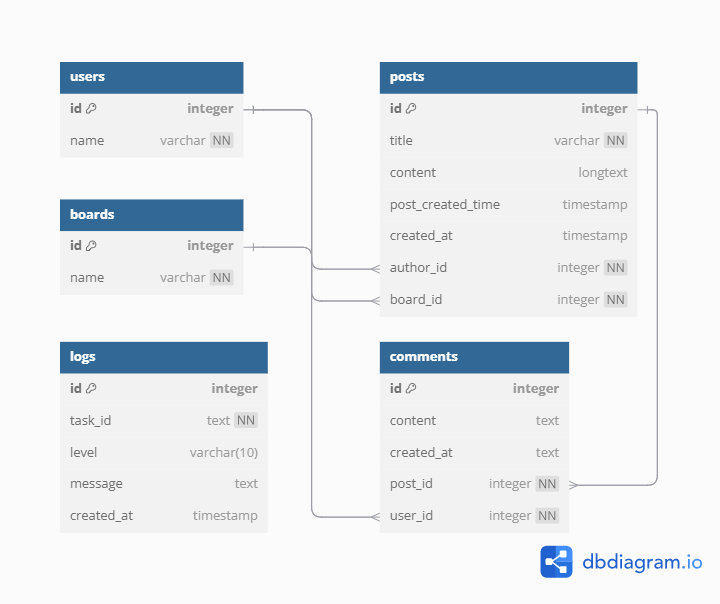 users
id integer
name varchar NN
boards
id integer
name varchar NN
logs
id integer
task_id text NN
level varchar(10)
message text
created_at timestamp
posts
id integer
title varchar NN
content longtext
post_created_time timestamp
created_at timestamp
author_id integer NN
board_id integer NN
comments
id integer
content text
created_at text
post_id integer NN
user_id integer NN
dbdiagram.io